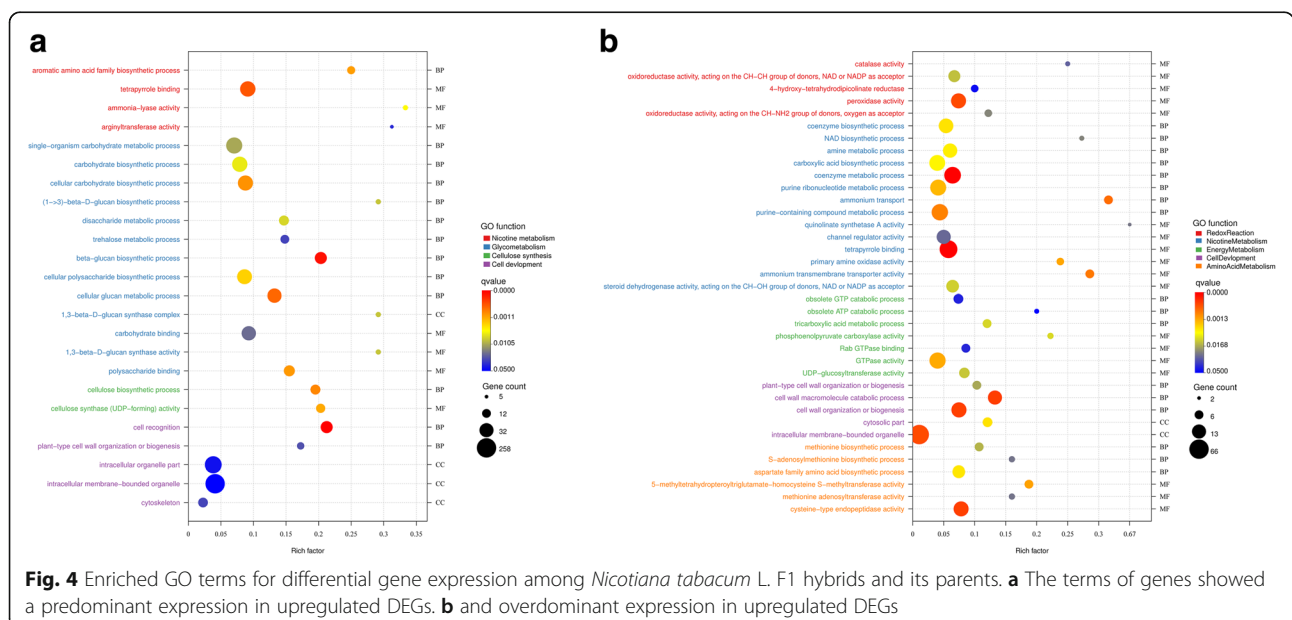 a
aromatic amino acid family biosynthetic process BP
tetrapyrrole binding MF
ammonia-lyase activity MF
arginyltransferase activity MF
single-organism carbohydrate metabolic process BP
carbohydrate biosynthetic process BP
cellular carbohydrate biosynthetic process BP
(1->3)-beta-D-glucan biosynthetic process BP
disaccharide metabolic process BP
trehalose metabolic process BP
beta-glucan biosynthetic process BP
cellular polysaccharide biosynthetic process BP
cellular glucan metabolic process BP
1,3-beta-D-glucan synthase complex CC
carbohydrate binding MF
1,3-beta-D-glucan synthase activity MF
polysaccharide binding MF
cellulose biosynthetic process BP
cellulose synthase (UDP-forming) activity MF
cell recognition BP
plant-type cell wall organization or biogenesis BP
intracellular organelle part CC
intracellular membrane-bounded organelle CC
cytoskeleton CC
0 0.05 0.1 0.15 0.2 0.25 0.3 0.35
Rich factor
GO function
Nicotine metabolism
Glycometabolism
Cellulose synthesis
Cell devlopment
qvalue
0.0000
0.0011
0.0105
0.0500
Gene count
5
12
32
258
b
catalase activity MF
oxidoreductase activity, acting on the CH-CH group of donors, NAD or NADP as acceptor MF
4-hydroxy-tetrahydrodipicolinate reductase MF
peroxidase activity MF
oxidoreductase activity, acting on the CH-NH2 group of donors, oxygen as acceptor MF
coenzyme biosynthetic process BP
NAD biosynthetic process BP
amine metabolic process BP
carboxylic acid biosynthetic process BP
coenzyme metabolic process BP
purine ribonucleotide metabolic process BP
ammonium transport BP
purine-containing compound metabolic process BP
quinolinate synthetase A activity MF
channel regulator activity MF
tetrapyrrole binding MF
primary amine oxidase activity MF
ammonium transmembrane transporter activity MF
steroid dehydrogenase activity, acting on the CH-OH group of donors, NAD or NADP as acceptor MF
obsolete GTP catabolic process BP
obsolete ATP catabolic process BP
tricarboxylic acid metabolic process BP
phosphoenolpyruvate carboxylase activity MF
Rab GTPase binding MF
GTPase activity MF
UDP-glucosyltransferase activity MF
plant-type cell wall organization or biogenesis BP
cell wall macromolecule catabolic process BP
cell wall organization or biogenesis BP
cytosolic part CC
intracellular membrane-bounded organelle CC
methionine biosynthetic process BP
S-adenosylmethionine biosynthetic process BP
aspartate family amino acid biosynthetic process BP
5-methyltetrahydropteroyltriglutamate-homocysteine S-methyltransferase activity MF
methionine adenosyltransferase activity MF
cysteine-type endopeptidase activity MF
0 0.05 0.1 0.15 0.2 0.25 0.3 0.67
Rich factor
GO function
RedoxReaction
NicotineMetabolism
EnergyMetabolism
CellDevlopment
AminoAcidMetabolism
qvalue
0.0000
0.0013
0.0168
0.0500
Gene count
2
6
13
66
Fig. 4 Enriched GO terms for differential gene expression among Nicotiana tabacum L. F1 hybrids and its parents. a The terms of genes showed
a predominant expression in upregulated DEGs. b and overdominant expression in upregulated DEGs